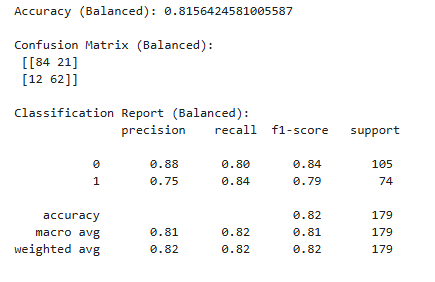 Accuracy (Balanced): 0.8156424581005587
Confusion Matrix (Balanced):
[[84 21]
[12 62]]
Classification Report (Balanced):
precision recall f1-score support
0 0.88 0.80 0.84 105
1 0.75 0.84 0.79 74
accuracy 0.82 179
macro avg 0.81 0.82 0.81 179
weighted avg 0.82 0.82 0.82 179